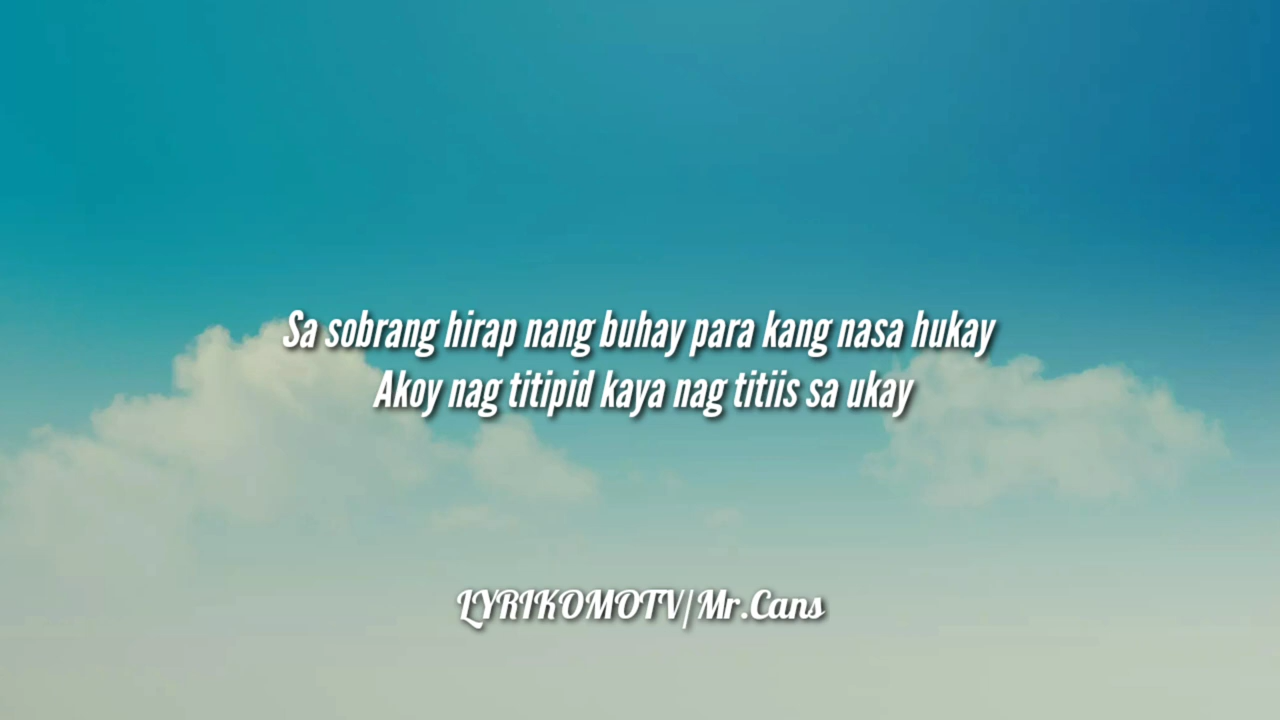 Sa sobrang hirap nang buhay para kang nasa hukay
Akoy nag titipid kaya nag titiis sa ukay
LYRIKOMOTV/Mr.Cans